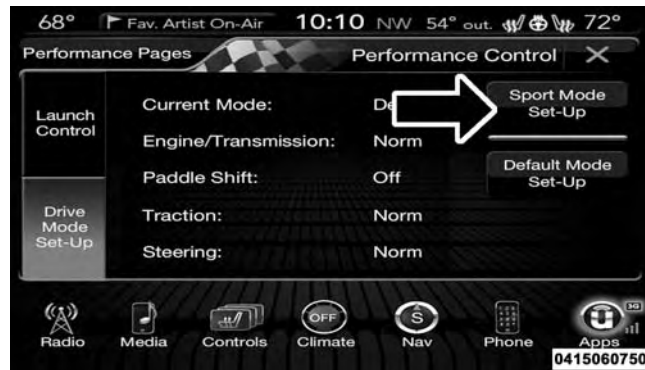 68° Fav. Artist On-Air 10:10 NW 54° out. 72°
Performance Pages Performance Control
Launch
Control
Drive
Mode
Set-Up
Current Mode:
Engine/Transmission: Norm
Paddle Shift: Off
Traction: Norm
Steering: Norm
Sport Mode
Set-Up
Default Mode
Set-Up
OFF S 3G
Radio Media Controls Climate Nav Phone Apps
0415060750